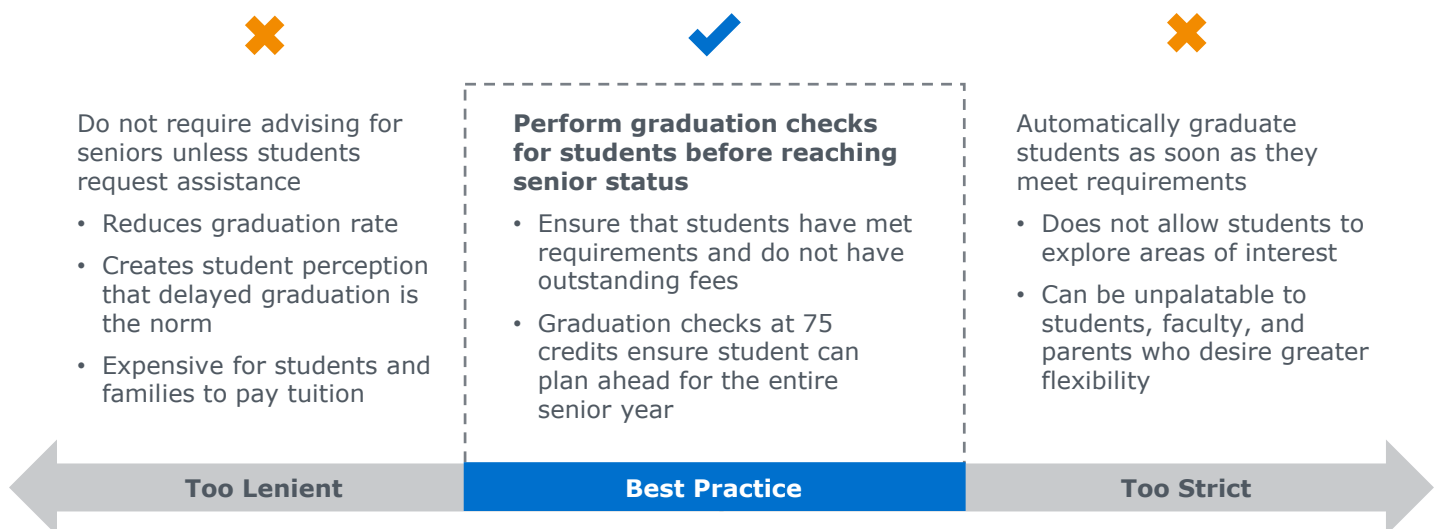 Do not require advising for
seniors unless students
request assistance
• Reduces graduation rate
• Creates student perception
that delayed graduation is
the norm
• Expensive for students and
families to pay tuition
Perform graduation checks
for students before reaching
senior status
• Ensure that students have met
requirements and do not have
outstanding fees
• Graduation checks at 75
credits ensure student can
plan ahead for the entire
senior year
Automatically graduate
students as soon as they
meet requirements
• Does not allow students to
explore areas of interest
• Can be unpalatable to
students, faculty, and
parents who desire greater
flexibility
Too Lenient
Best Practice
Too Strict